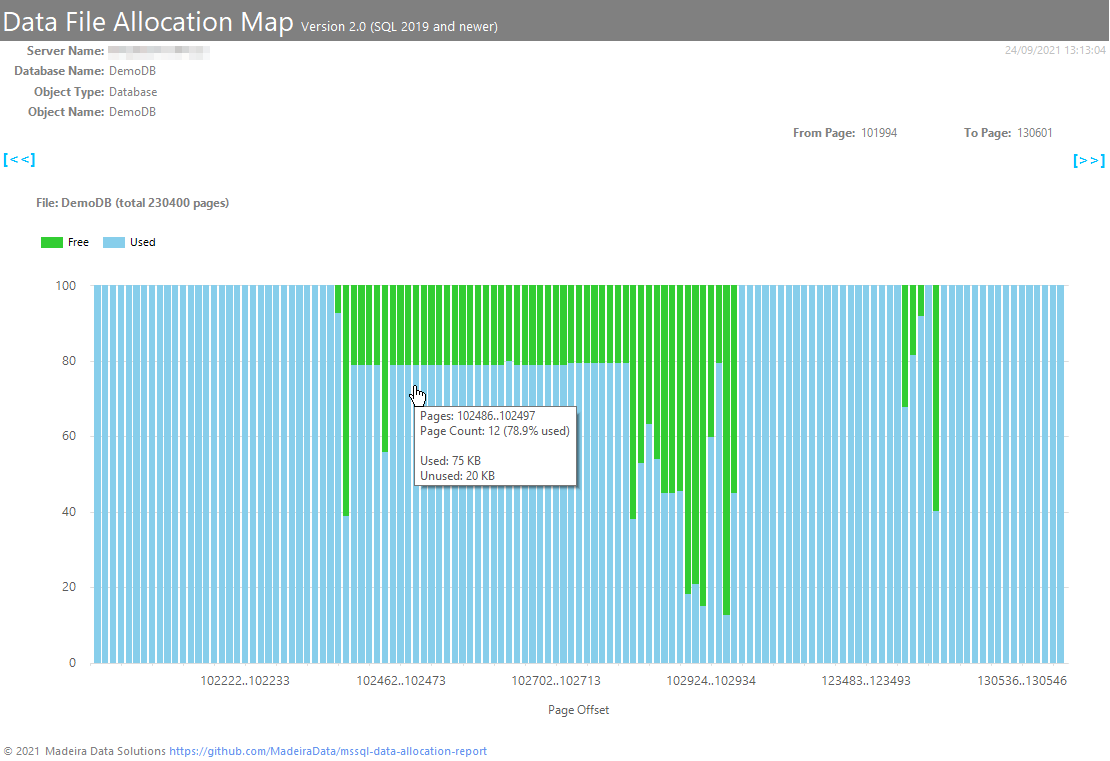 Data File Allocation Map Version 2.0 (SQL 2019 and newer)
Server Name:
24/09/2021 13:13:04
Database Name: DemoDB
Object Type: Database
Object Name: DemoDB
From Page: 101994 To Page: 130601
[<<] [>>]
File: DemoDB (total 230400 pages)
Free Used
100
80
60
40
20
0
Pages: 102486..102497
Page Count: 12 (78.9% used)
Used: 75 KB
Unused: 20 KB
102222..102233 102462..102473 102702..102713 102924..102934 123483..123493 130536..130546
Page Offset
© 2021 Madeira Data Solutions https://github.com/MadeiraData/mssql-data-allocation-report